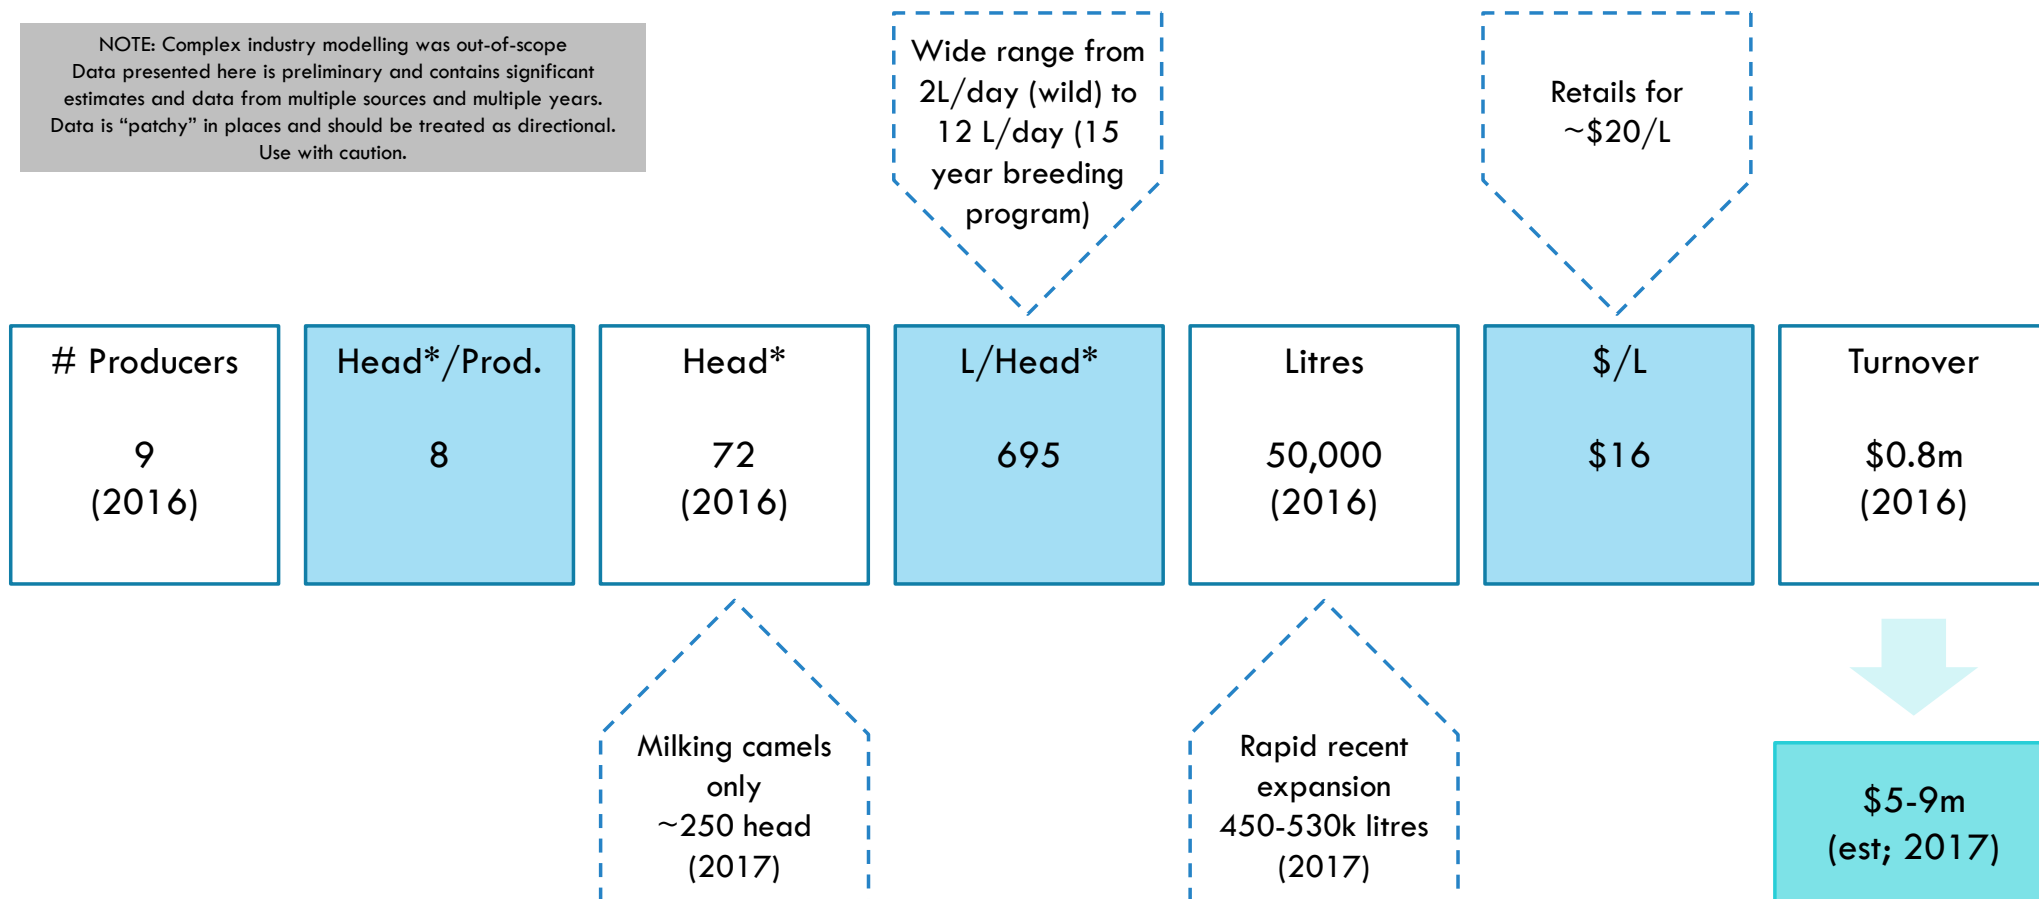 NOTE: Complex industry modelling was out-of-scope
Data presented here is preliminary and contains significant
estimates and data from multiple sources and multiple years.
Data is “patchy” in places and should be treated as directional.
Use with caution.
Wide range from
2L/day (wild) to
12 L/day (15
year breeding
program)
Retails for
~$20/L
# Producers
9
(2016)
Head*/Prod.
8
Head*
72
(2016)
L/Head*
695
Litres
50,000
(2016)
$/L
$16
Turnover
$0.8m
(2016)
Milking camels
only
~250 head
(2017)
Rapid recent
expansion
450-530k litres
(2017)
$5-9m
(est; 2017)